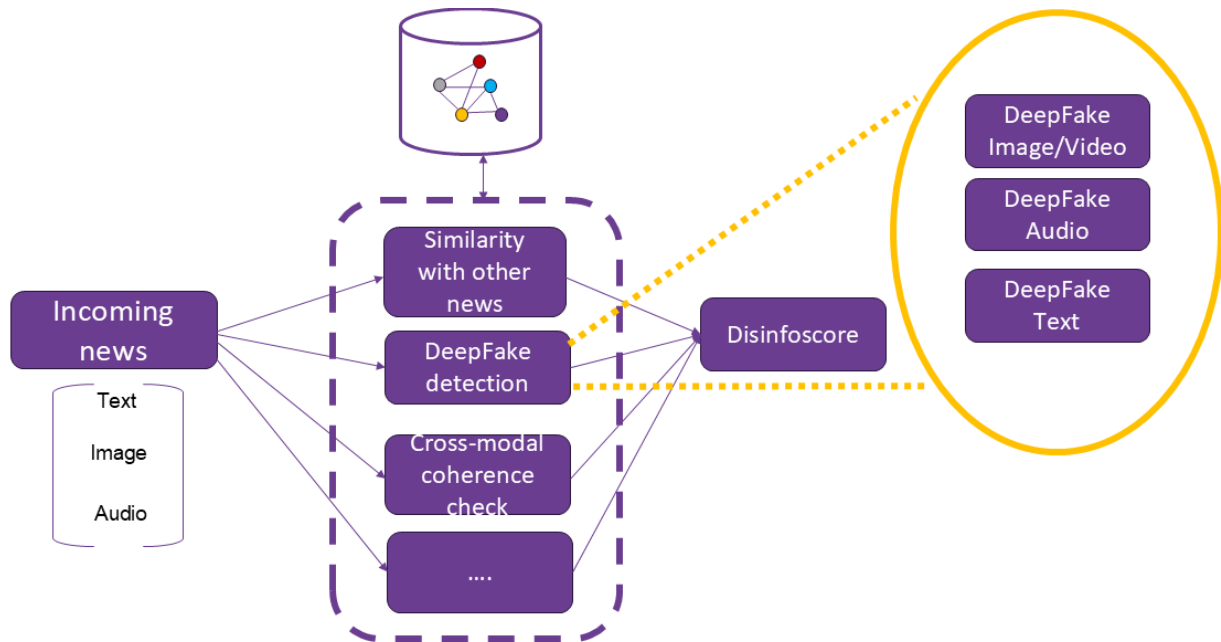 Incoming
news
Text
Image
Audio
Similarity
with other
news
DeepFake
detection
Cross-modal
coherence
check
....
Disinfoscore
DeepFake
Image/Video
DeepFake
Audio
DeepFake
Text